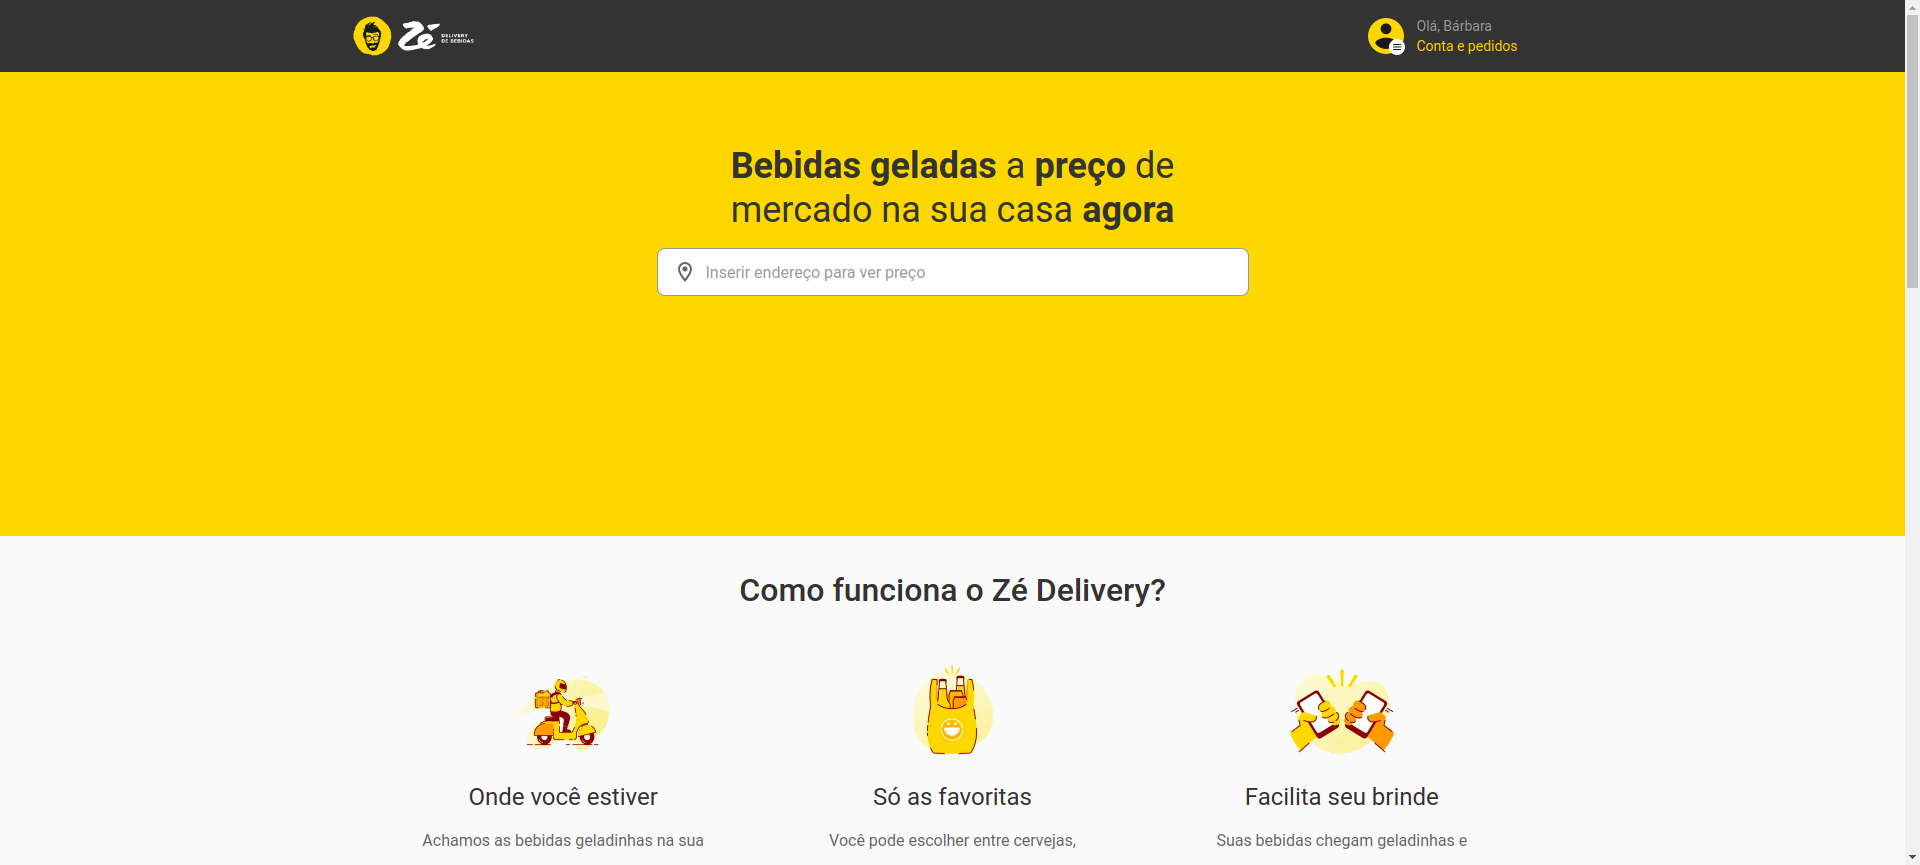 Zé DELIVERY
DE BEBIDAS
Olá, Bárbara
Conta e pedidos
Bebidas geladas a preço de
mercado na sua casa agora
Inserir endereço para ver preço
Como funciona o Zé Delivery?
Onde você estiver
Achamos as bebidas geladinhas na sua
Só as favoritas
Você pode escolher entre cervejas,
Facilita seu brinde
Suas bebidas chegam geladinhas e